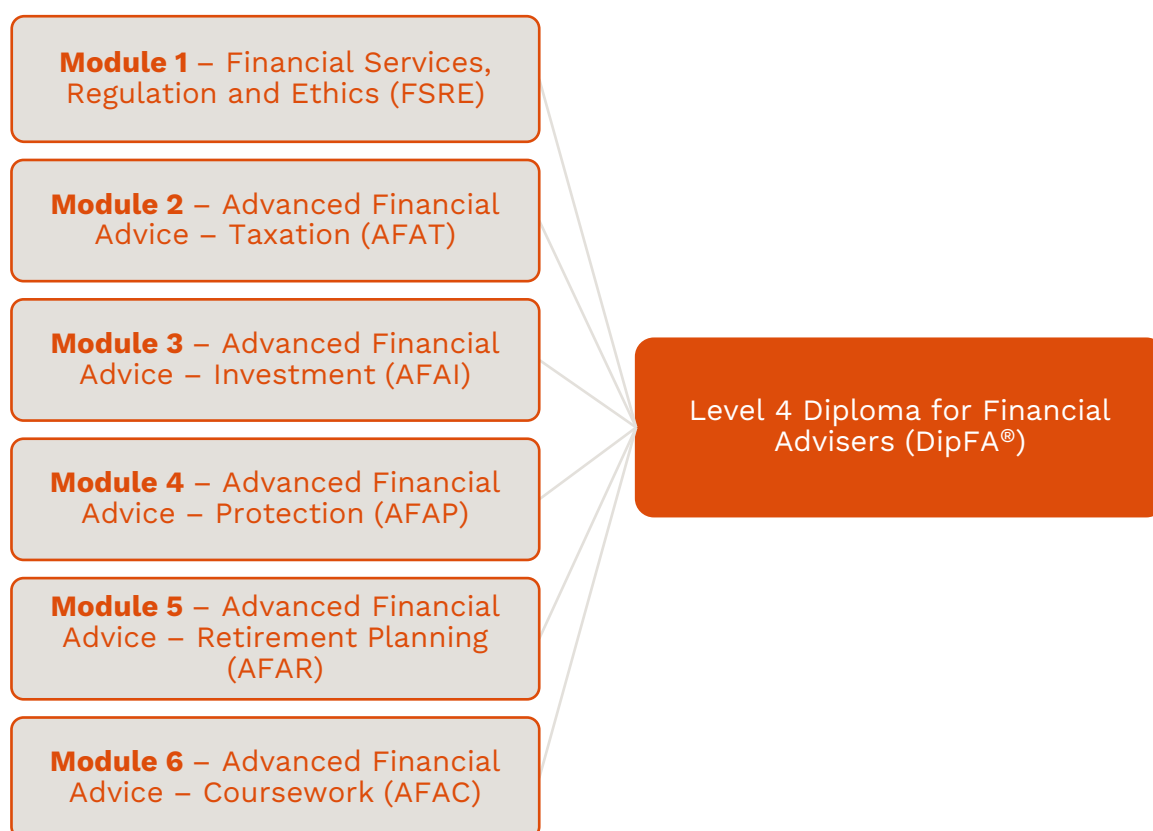 Module 1 – Financial Services,
Regulation and Ethics (FSRE)
Module 2 – Advanced Financial
Advice – Taxation (AFAT)
Module 3 – Advanced Financial
Advice – Investment (AFAI)
Module 4 – Advanced Financial
Advice – Protection (AFAP)
Module 5 – Advanced Financial
Advice – Retirement Planning
(AFAR)
Module 6 – Advanced Financial
Advice – Coursework (AFAC)
Level 4 Diploma for Financial
Advisers (DipFA®)